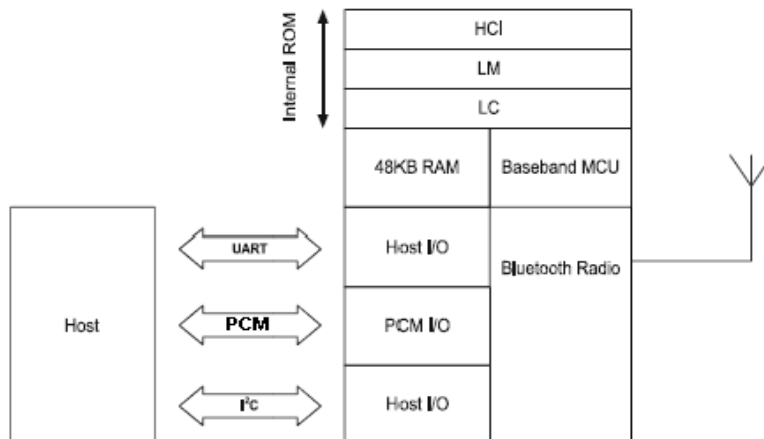 Internal ROM
HCI
LM
LC
48KB RAM
Baseband MCU
Host
UART
Host I/O
Bluetooth Radio
PCM
PCM I/O
I²C
Host I/O